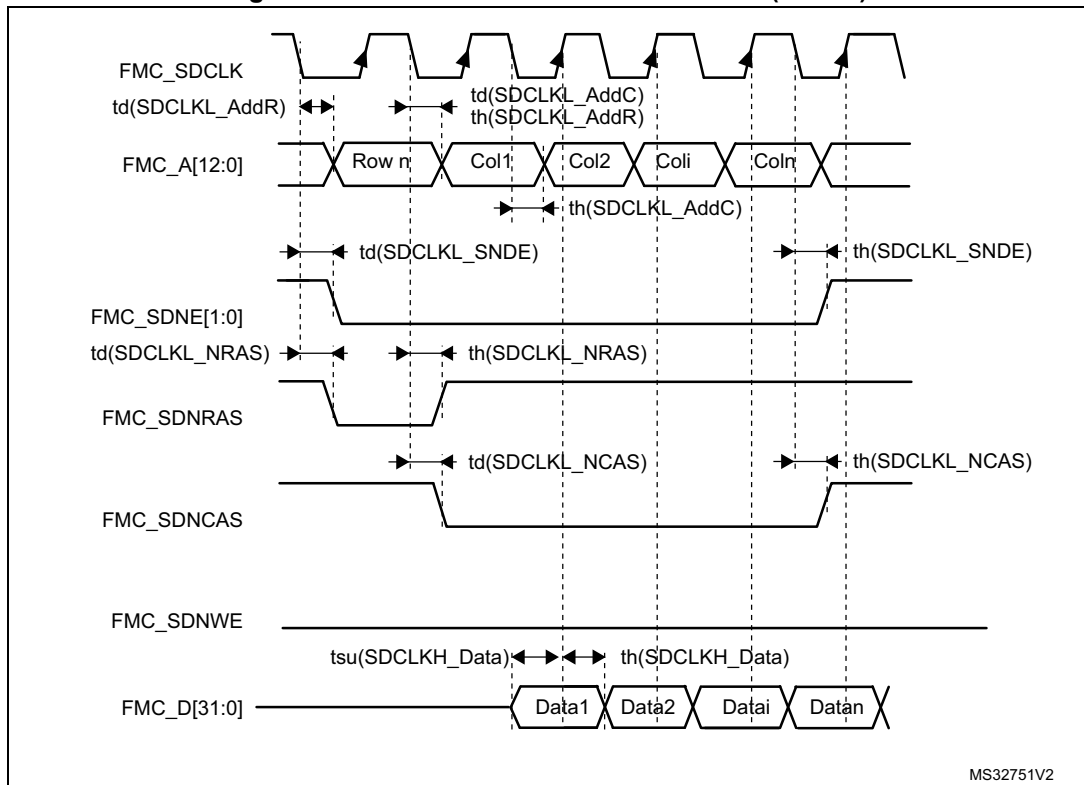 FMC_SDCLK
td(SDCLKL_AddR)
td(SDCLKL_AddC)
th(SDCLKL_AddR)
FMC_A[12:0]
Row n
Col1
Col2
Coli
Coln
th(SDCLKL_AddC)
td(SDCLKL_SNDE)
th(SDCLKL_SNDE)
FMC_SDNE[1:0]
td(SDCLKL_NRAS)
th(SDCLKL_NRAS)
FMC_SDNRAS
td(SDCLKL_NCAS)
th(SDCLKL_NCAS)
FMC_SDNCAS
FMC_SDNWE
tsu(SDCLKH_Data)
th(SDCLKH_Data)
FMC_D[31:0]
Data1
Data2
Datai
Datan
MS32751V2